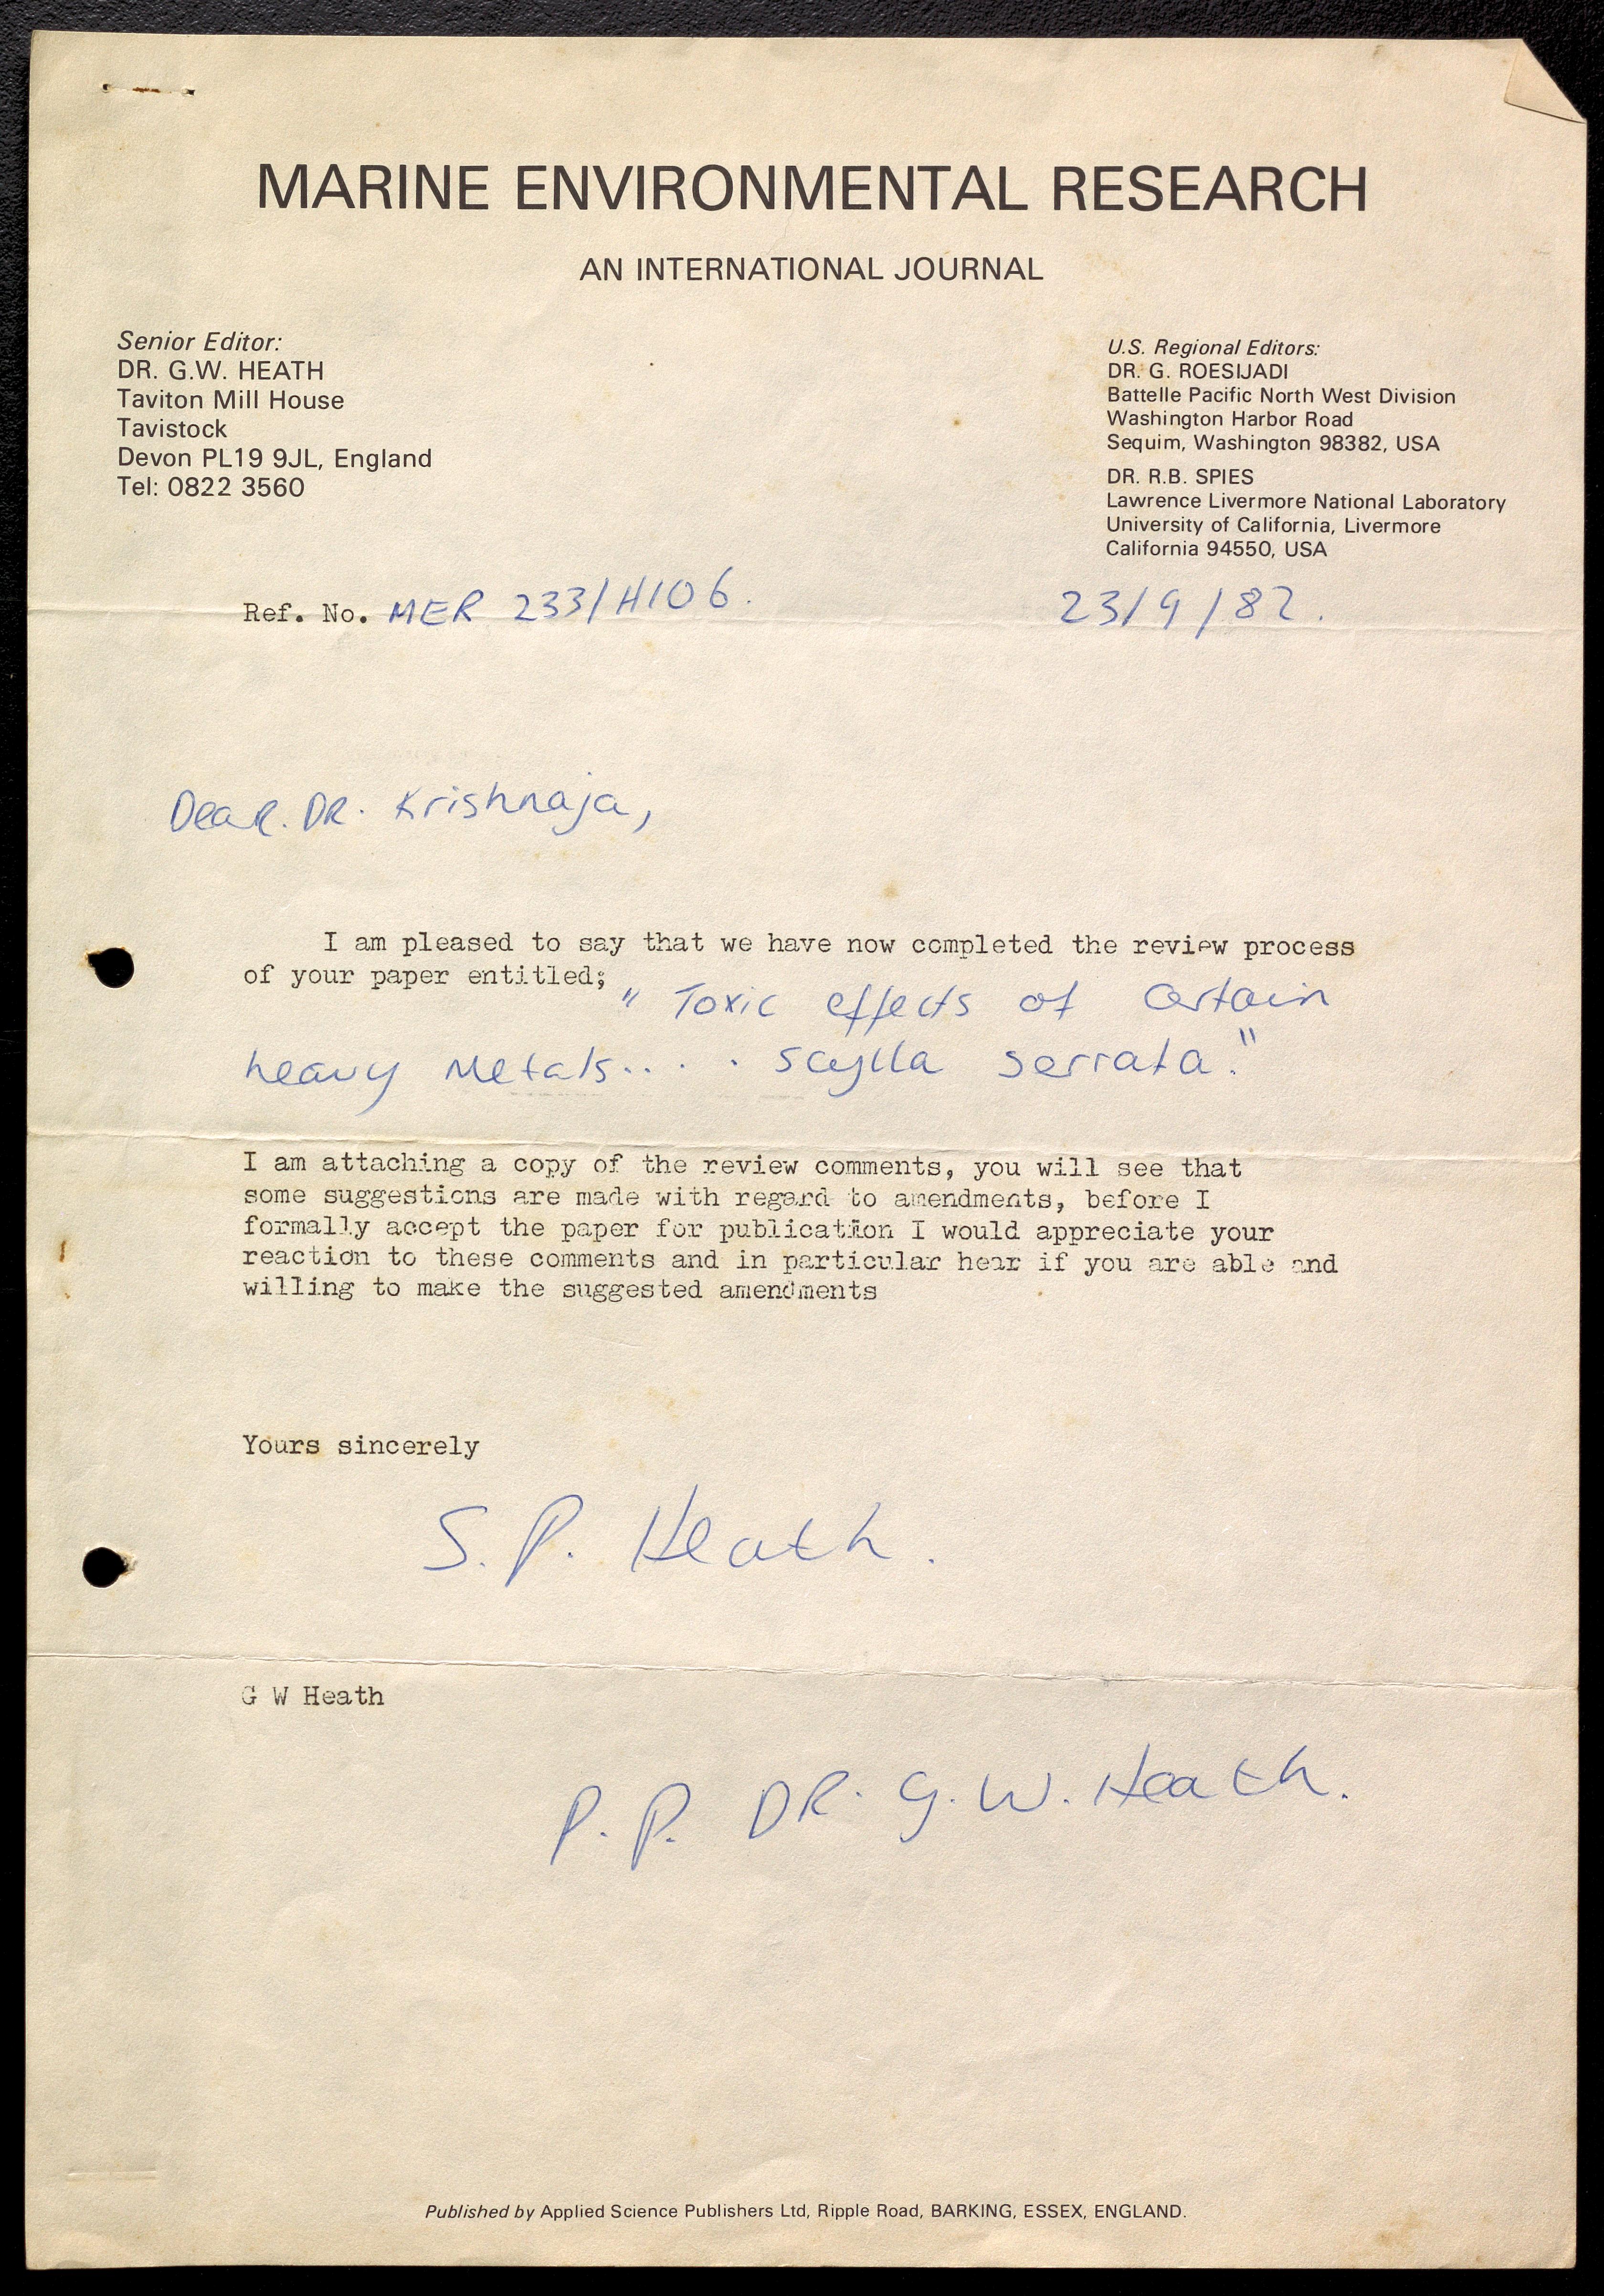 MARINE ENVIRONMENTAL RESEARCH
AN INTERNATIONAL JOURNAL
Senior Editor:
DR. G.W. HEATH
Taviton Mill House
Tavistock
Devon PL19 9JL, England
Tel: 0822 3560
U.S. Regional Editors:
DR. G. ROESIJADI
Battelle Pacific North West Division
Washington Harbor Road
Sequim, Washington 98382, USA
DR. R.B. SPIES
Lawrence Livermore National Laboratory
University of California, Livermore
California 94550, USA
Ref. No. MER 233/H106.
23/9/82.
Dear. DR. Krishnaja,
I am pleased to say that we have now completed the review process
of your paper entitled;
" Toxic effects of Certain
heavy Metals.... Scylla serrata."
I am attaching a copy of the review comments, you will see that
some suggestions are made with regard to amendments, before I
formally accept the paper for publication I would appreciate your
reaction to these comments and in particular hear if you are able and
willing to make the suggested amendments
Yours sincerely
S. P. Heath.
G W Heath
P.P. DR. G. W. Heath.
Published by Applied Science Publishers Ltd, Ripple Road, BARKING, ESSEX, ENGLAND.